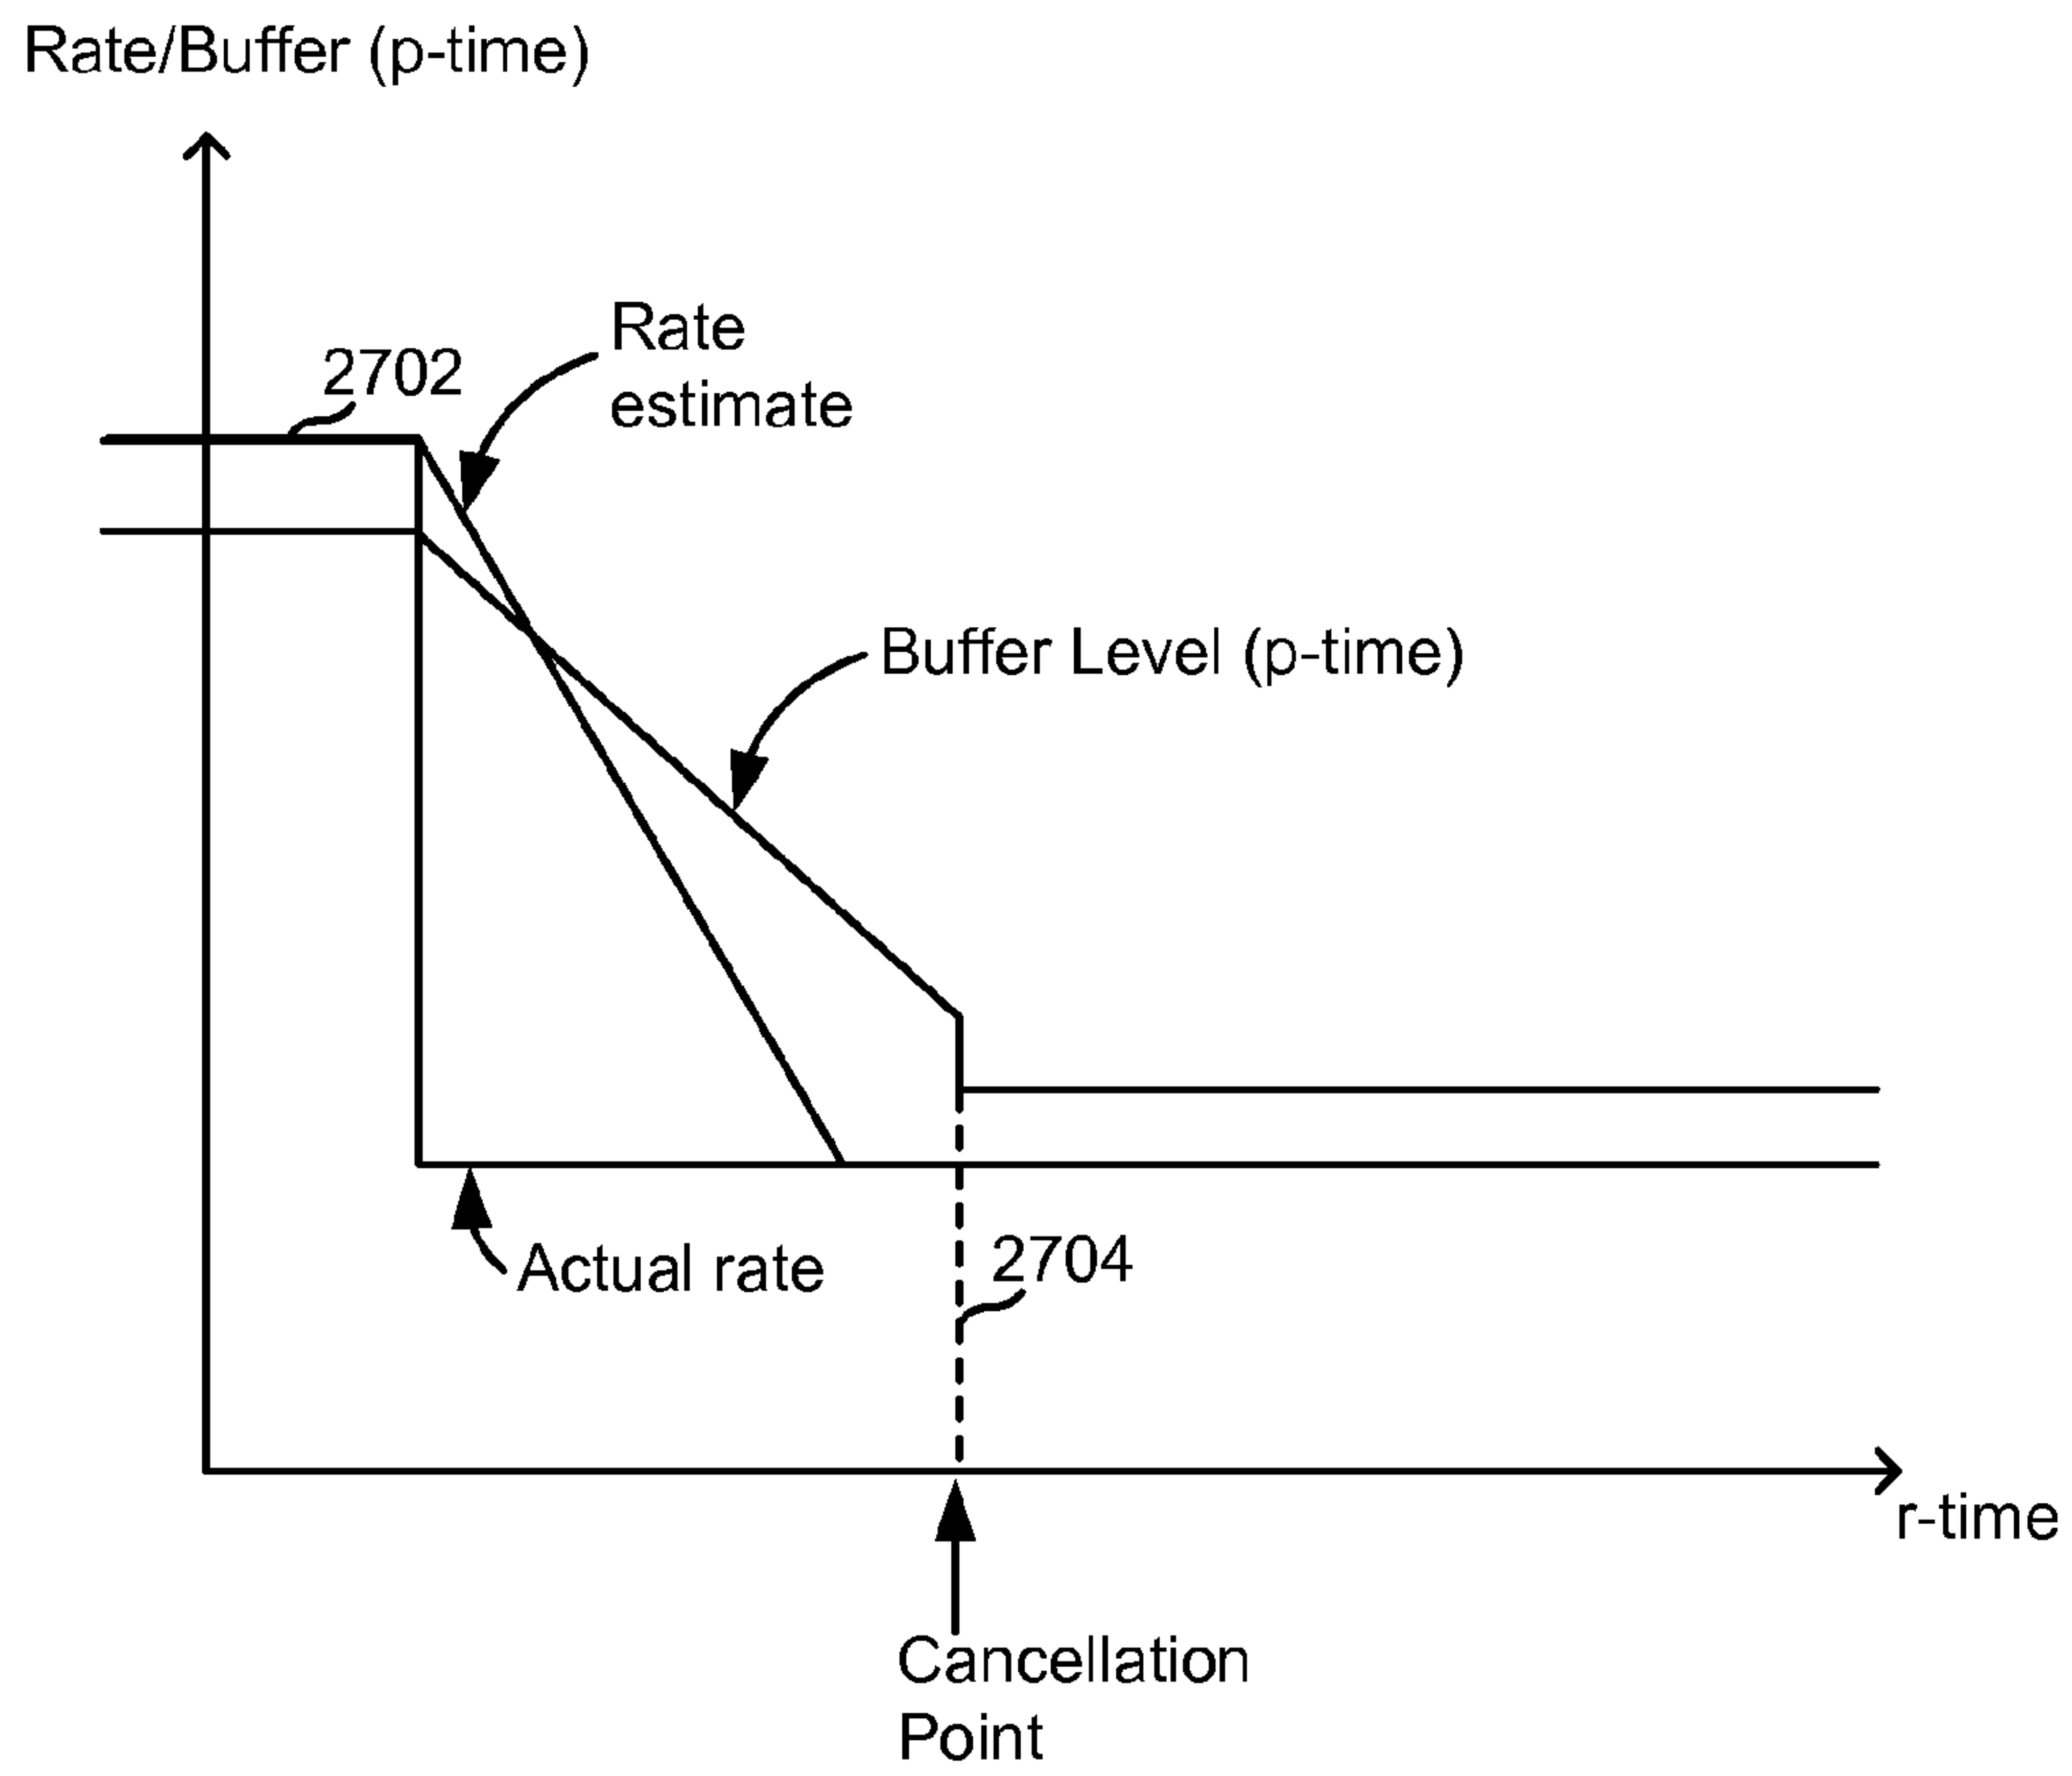 Rate/Buffer (p-time)
Rate
estimate
2702
Buffer Level (p-time)
Actual rate
2704
r-time
Cancellation
Point